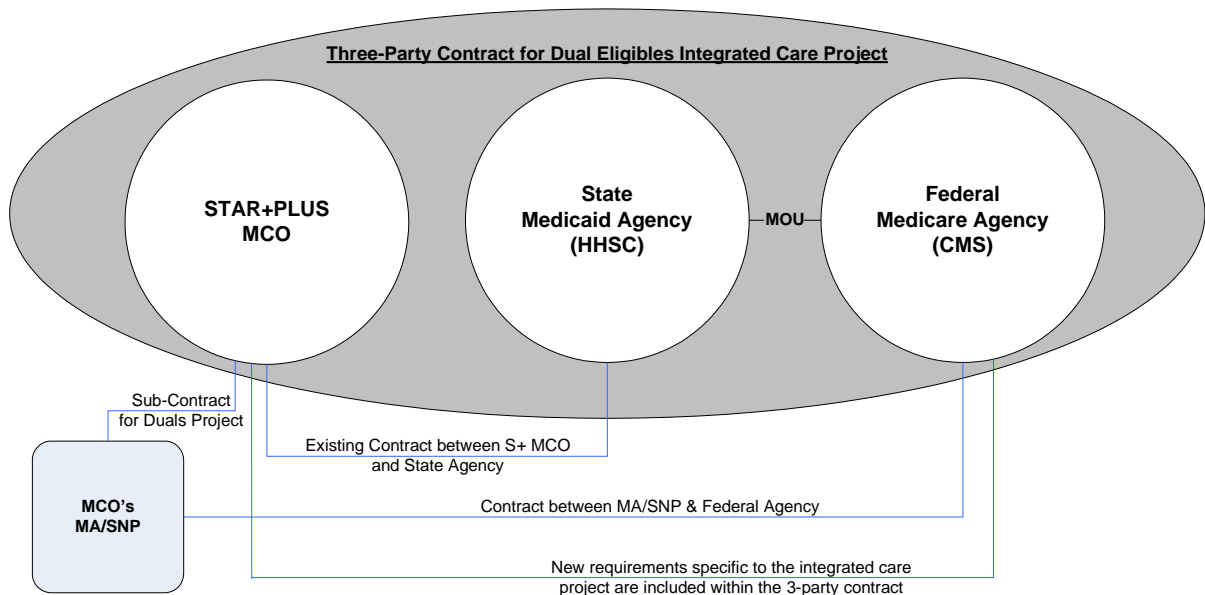 Three-Party Contract for Dual Eligibles Integrated Care Project
STAR+PLUS
MCO
State
Medicaid Agency
(HHSC)
MOU
Federal
Medicare Agency
(CMS)
Sub-Contract
for Duals Project
Existing Contract between S+ MCO
and State Agency
MCO's
MA/SNP
Contract between MA/SNP & Federal Agency
New requirements specific to the integrated care
project are included within the 3-party contract